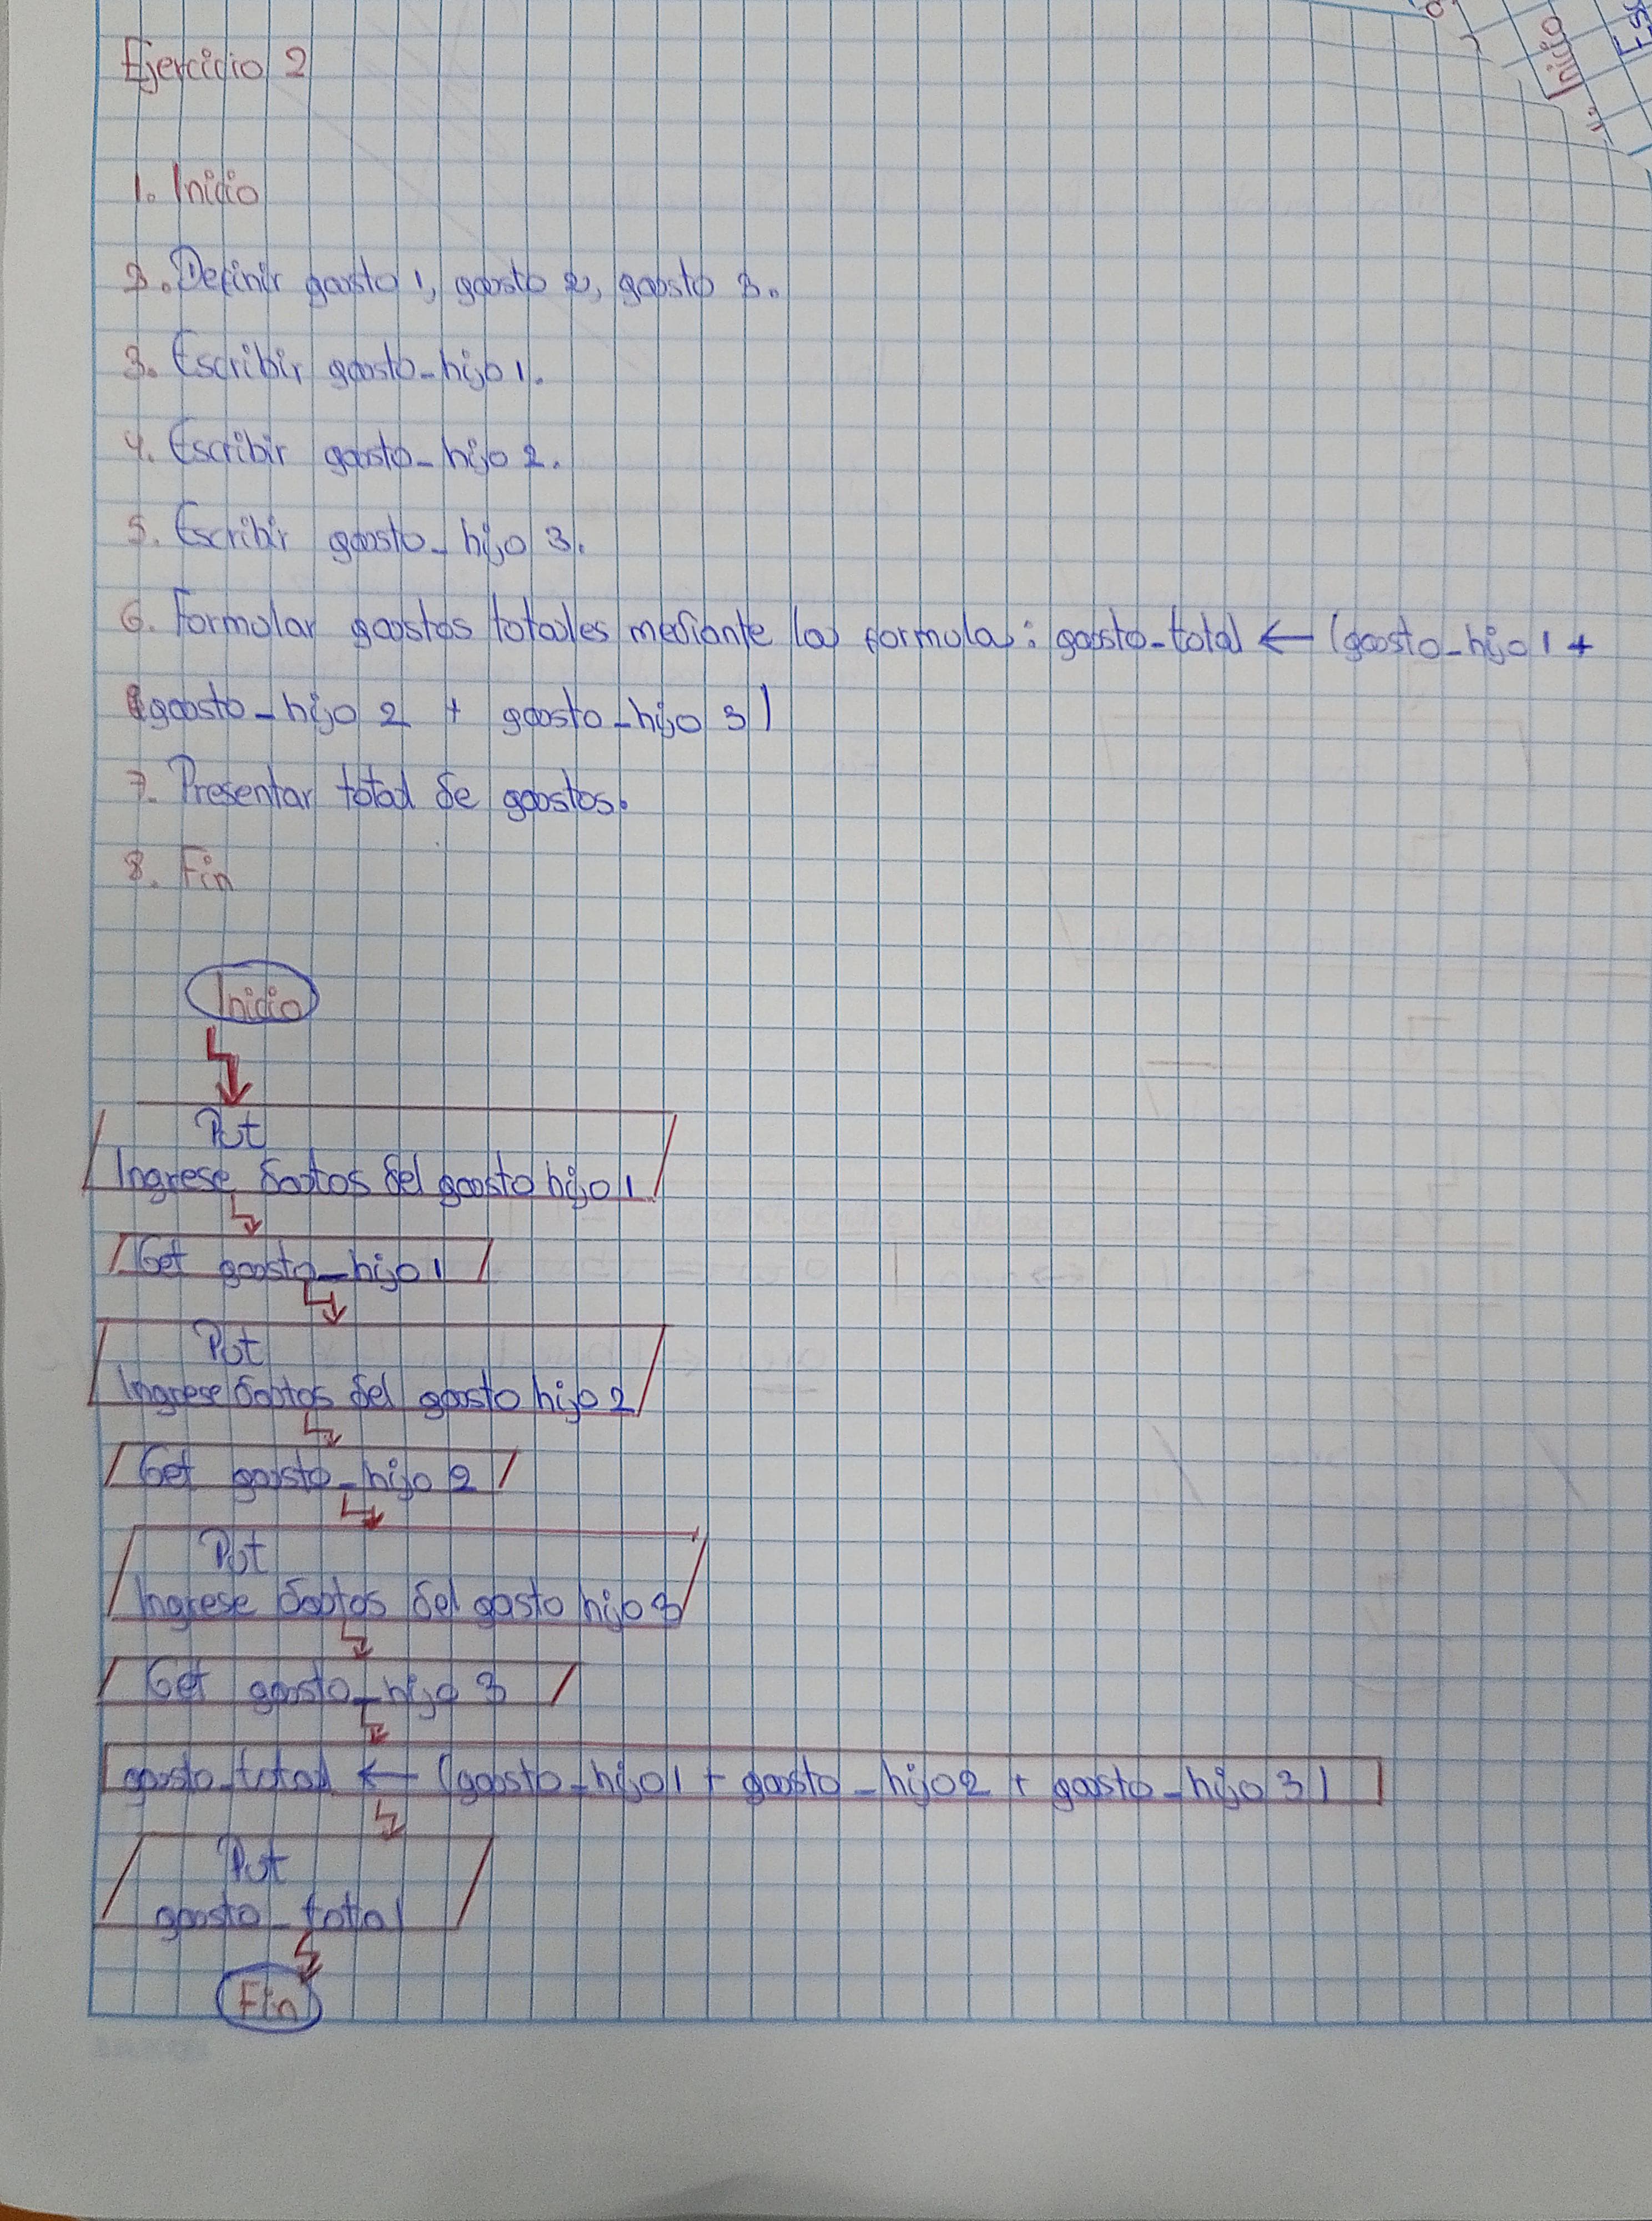 Ejercicio 2
1. Inicio
2. Definir gasto 1, gasto 2, gasto 3.
3. Escribir gasto_hijo 1.
4. Escribir gasto_hijo 2.
5. Escribir gasto_hijo 3.
6. Formular gastos totales mediante la formula: gasto_total ← (gasto_hijo 1 +
gasto_hijo 2 + gasto_hijo 3)
7. Presentar total de gastos.
8. Fin
Inicio
Put
Ingrese datos del gasto hijo 1
Get gasto_hijo 1
Put
Ingrese datos del gasto hijo 2
Get gasto_hijo 2
Put
Ingrese datos del gasto hijo 3
Get gasto_hijo 3
gasto_total ← (gasto_hijo 1 + gasto_hijo 2 + gasto_hijo 3)
Put
gasto_total
Fin
Inicio